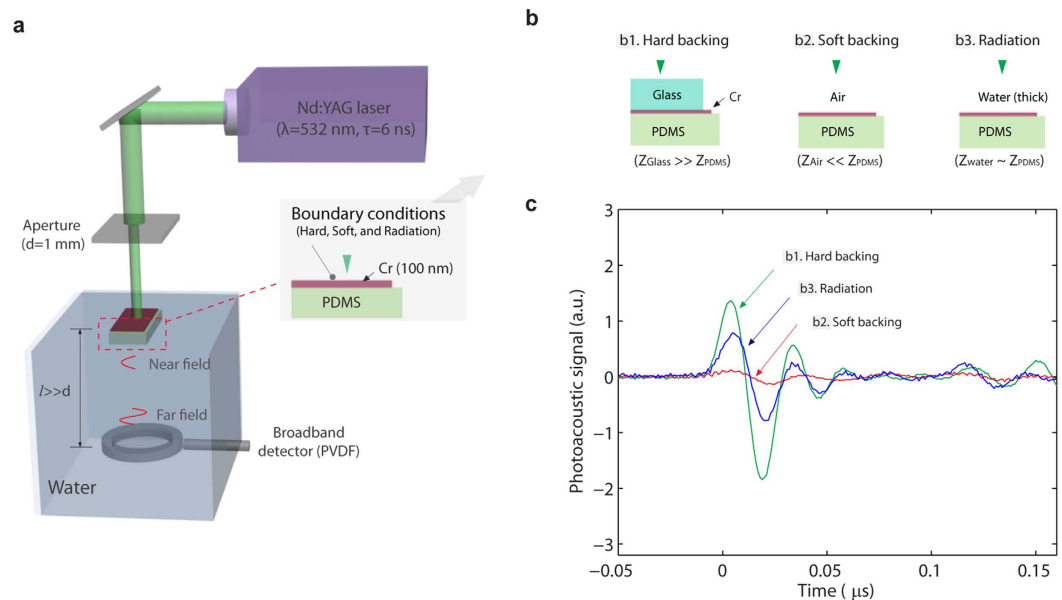 a
Nd:YAG laser
(λ=532 nm, τ=6 ns)
Aperture
(d=1 mm)
Boundary conditions
(Hard, Soft, and Radiation)
Cr (100 nm)
PDMS
l>>d
Near field
Far field
Broadband
detector (PVDF)
Water
b
b1. Hard backing
b2. Soft backing
b3. Radiation
Glass
Cr
PDMS
(ZGlass >> ZPDMS)
Air
PDMS
(ZAir << ZPDMS)
Water (thick)
PDMS
(Zwater ~ ZPDMS)
c
Photoacoustic signal (a.u.)
3
2
1
0
−1
−2
−3
b1. Hard backing
b3. Radiation
b2. Soft backing
−0.05
0
0.05
0.1
0.15
Time ( μs)